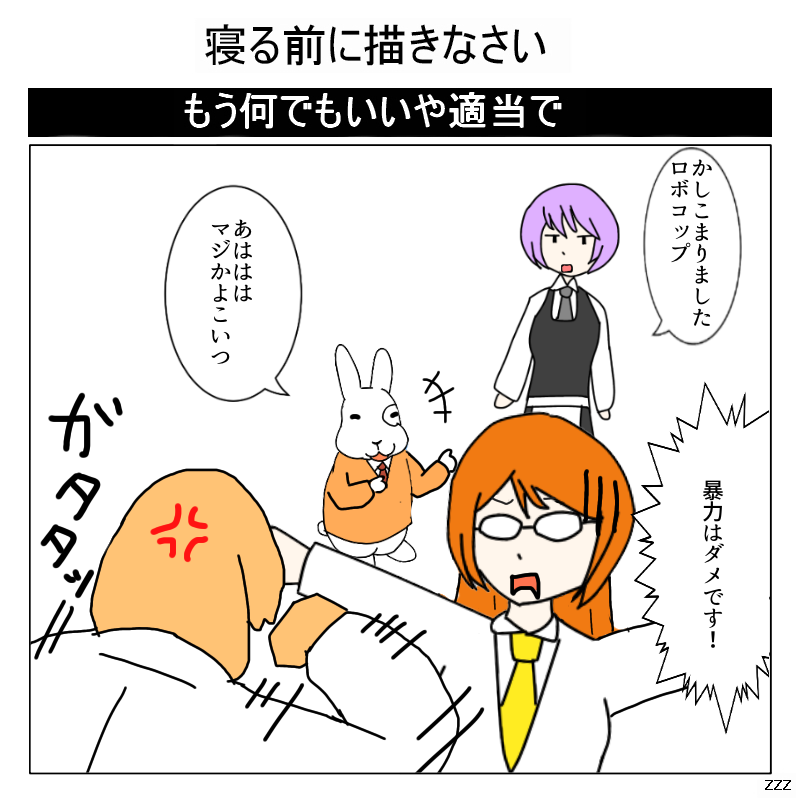 寝る前に描きなさい
もう何でもいいや適当で
かしこまりました
ロボコップ
あははは
マジかよこいつ
ガタタッ
暴力はダメです！
zzz